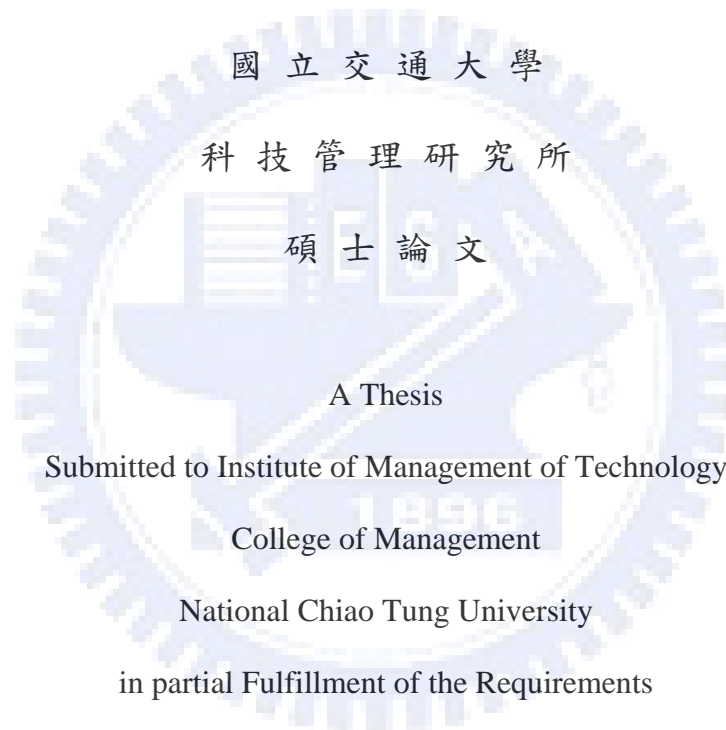 國 立 交 通 大 學
科 技 管 理 研 究 所
碩 士 論 文
A Thesis
Submitted to Institute of Management of Technology
College of Management
1896
National Chiao Tung University
in partial Fulfillment of the Requirements